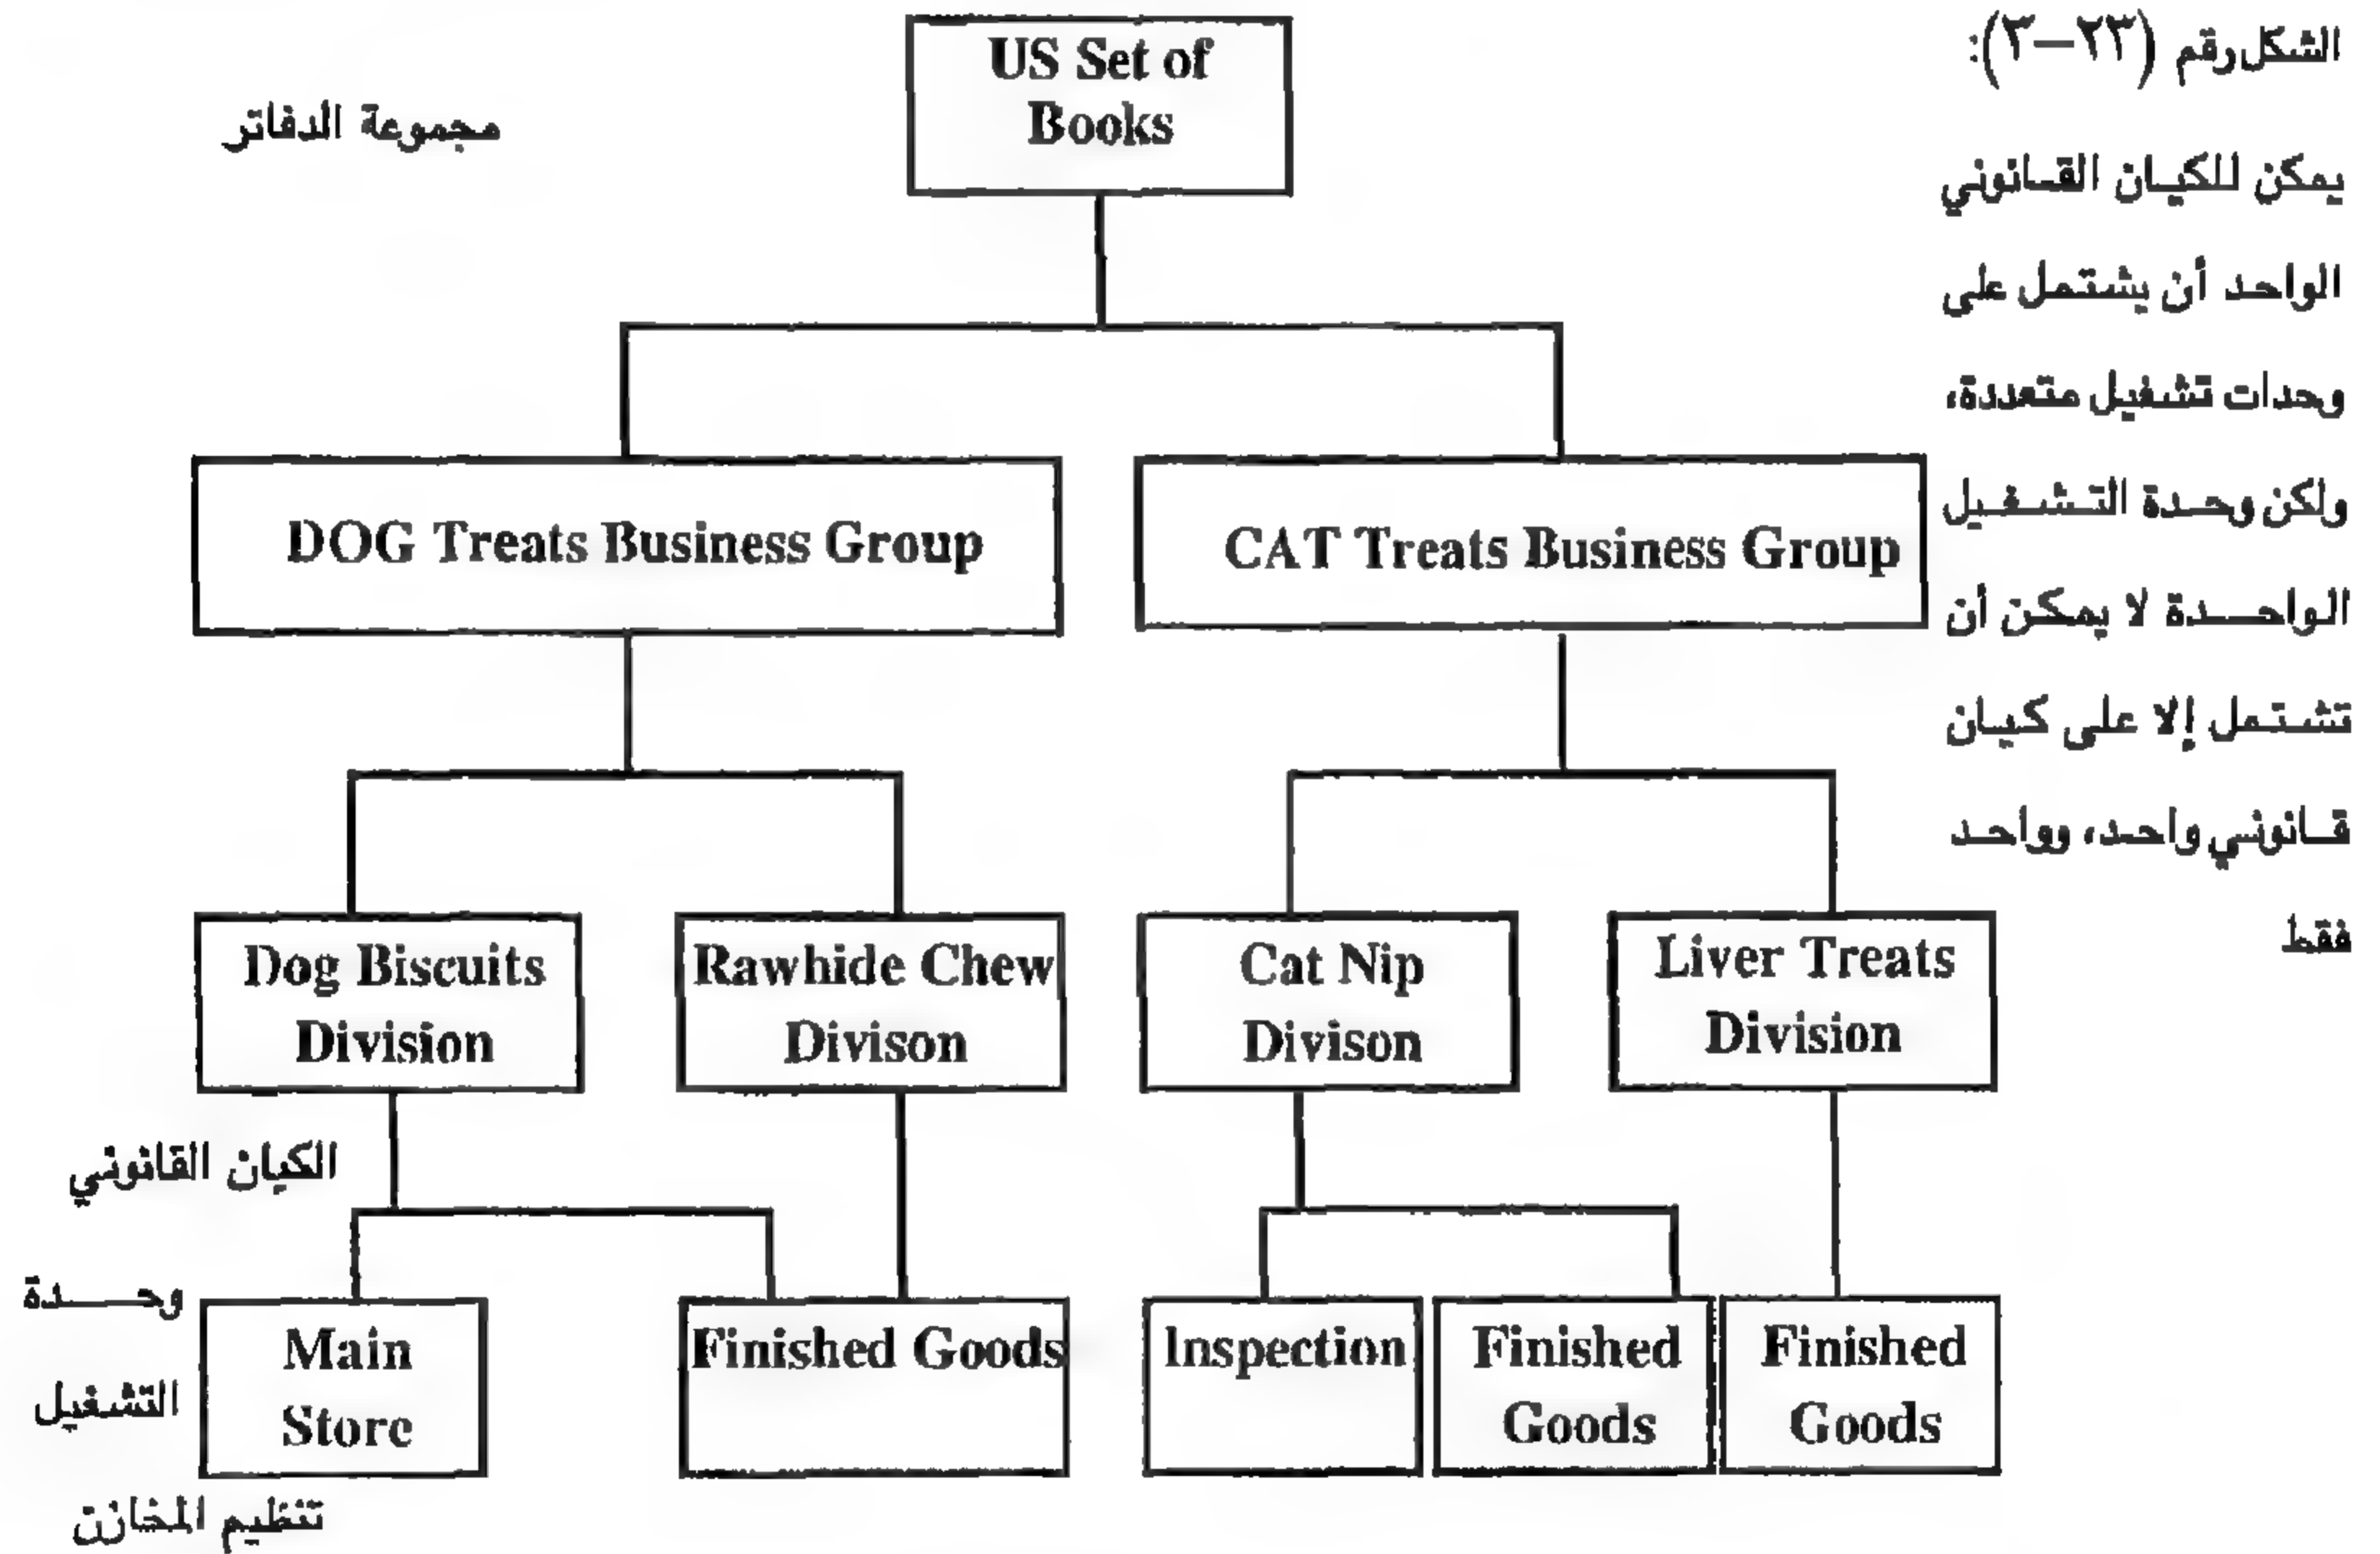 الشكل رقم (٢٣–٣):
يمكن للكيان القانوني
الواحد أن يشتمل على
وحدات تشغيل متعددة،
ولكن وحدة التشغيل
الواحدة لا يمكن أن
تشتمل إلا على كيان
قانوني واحد، وواحد
فقط
US Set of
Books
مجموعة الدفاتر
DOG Treats Business Group
CAT Treats Business Group
Dog Biscuits
Division
Rawhide Chew
Divison
Cat Nip
Divison
Liver Treats
Division
الكيان القانوني
وحدة
التشغيل
Main
Store
Finished Goods
Inspection
Finished
Goods
Finished
Goods
تنظيم المخازن